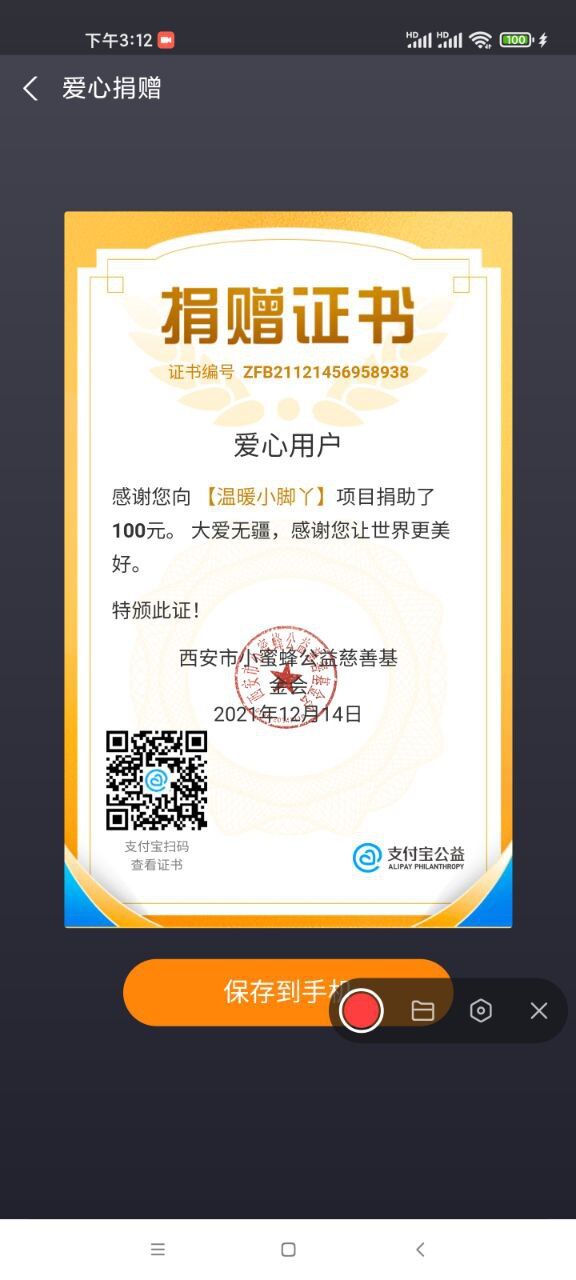 下午3:12
HD HD 100
爱心捐赠
捐赠证书
证书编号 ZFB21121456958938
爱心用户
感谢您向 【温暖小脚丫】项目捐助了
100元。 大爱无疆，感谢您让世界更美
好。
特颁此证！
西安市小蜜蜂公益慈善基
金会
2021年12月14日
支付宝扫码
查看证书
支付宝公益
ALIPAY PHILANTHROPY
保存到手机